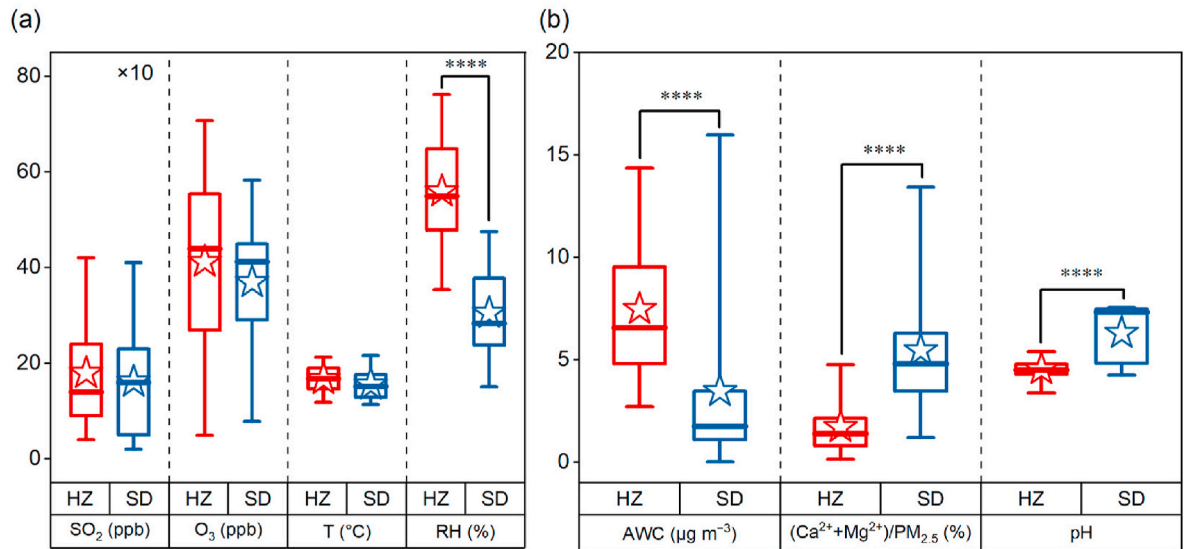 (a)
×10
****
80
60
40
20
0
HZ SD HZ SD HZ SD HZ SD
SO₂ (ppb) O₃ (ppb) T (°C) RH (%)
(b)
20
****
****
****
15
10
5
0
HZ SD HZ SD HZ SD
AWC (μg m⁻³) (Ca²⁺+Mg²⁺)/PM₂.₅ (%) pH